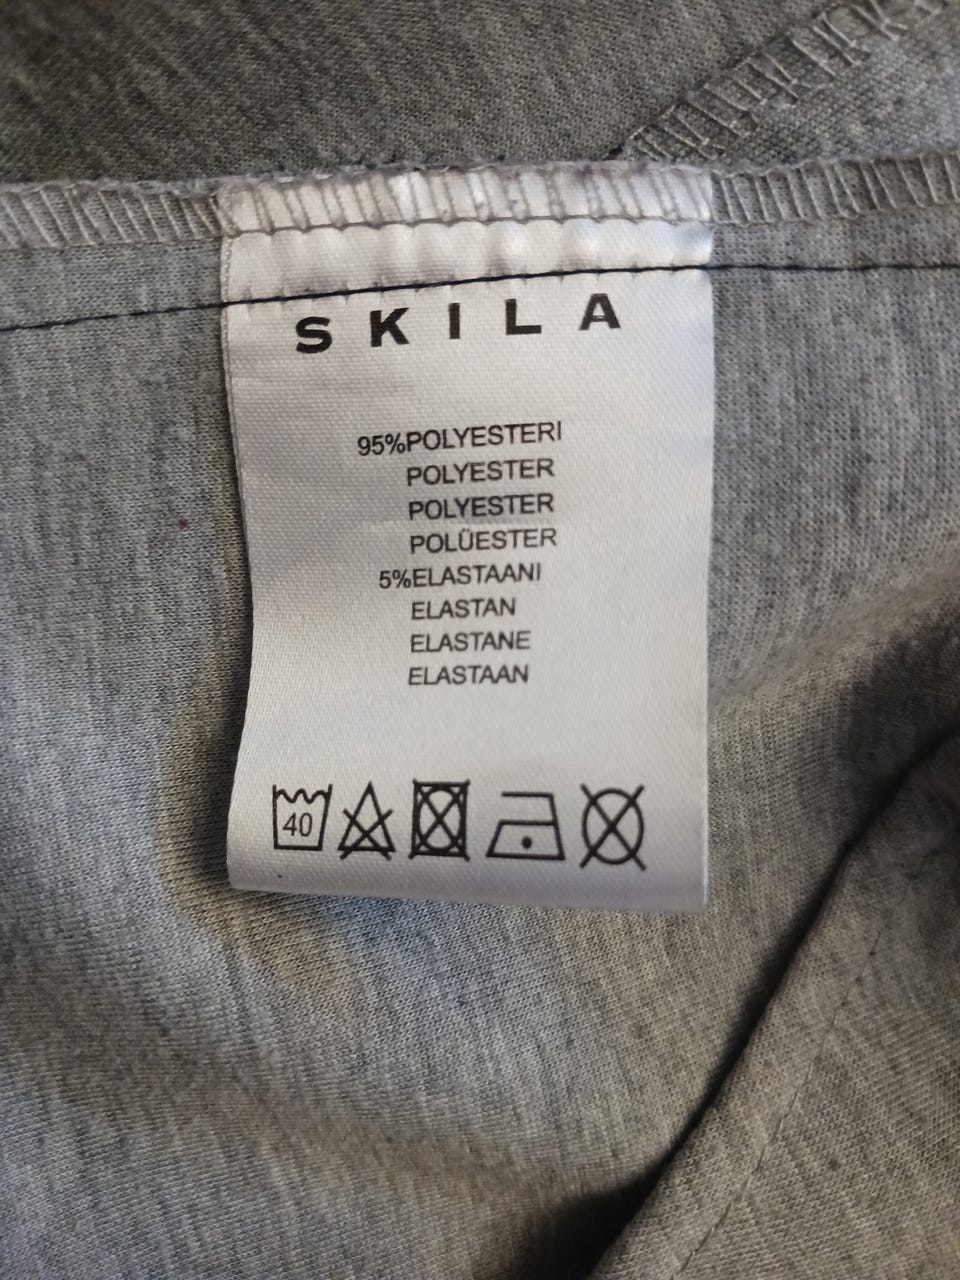 SKILA
95%POLYESTERI
POLYESTER
POLYESTER
POLÜESTER
5%ELASTAANI
ELASTAN
ELASTANE
ELASTAAN
40